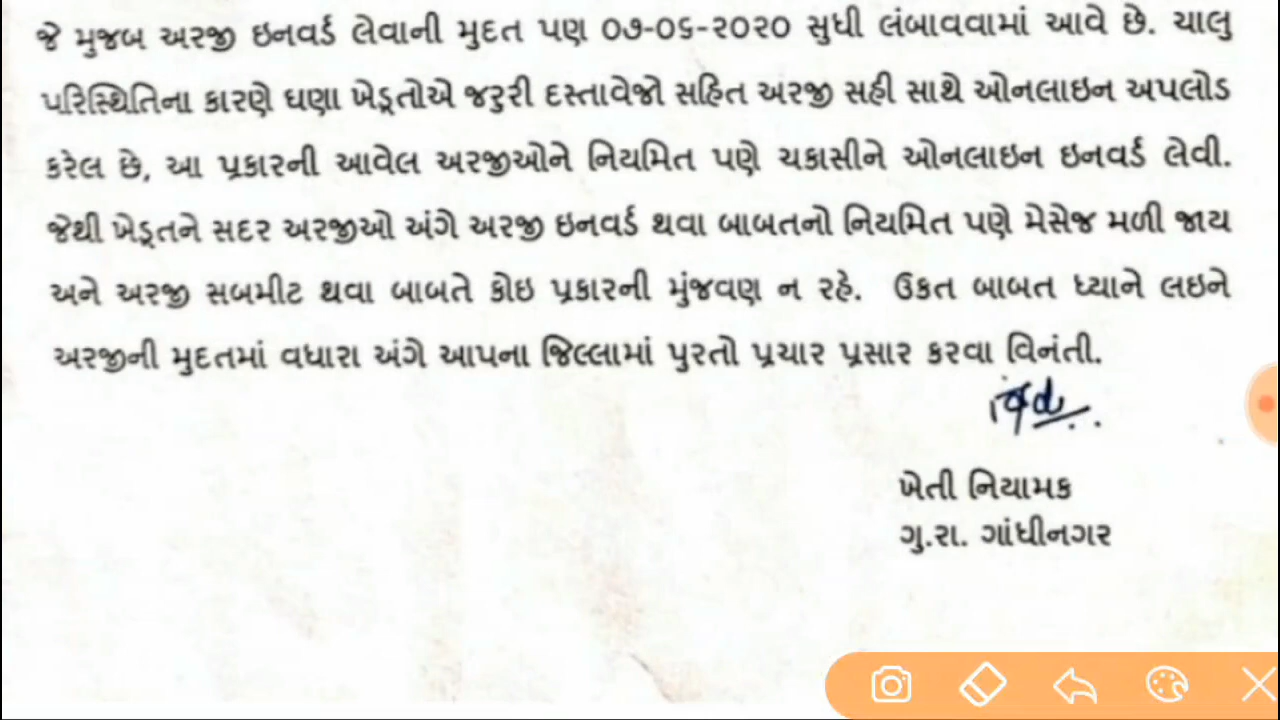 જે મુજબ અરજી ઇનવર્ડ લેવાની મુદત પણ ૦૭-૦૬-૨૦૨૦ સુધી લંબાવવામાં આવે છે. ચાલુ
પરિસ્થિતિના કારણે ઘણા ખેડૂતોએ જરુરી દસ્તાવેજો સહિત અરજી સહી સાથે ઓનલાઇન અપલોડ
કરેલ છે, આ પ્રકારની આવેલ અરજીઓને નિયમિત પણે ચકાસીને ઓનલાઇન ઇનવર્ડ લેવી.
જેથી ખેડૂતને સદર અરજીઓ અંગે અરજી ઇનવર્ડ થવા બાબતનો નિયમિત પણે મેસેજ મળી જાય
અને અરજી સબમીટ થવા બાબતે કોઇ પ્રકારની મુંજવણ ન રહે. ઉકત બાબત ધ્યાને લઇને
અરજીની મુદતમાં વધારા અંગે આપના જિલ્લામાં પુરતો પ્રચાર પ્રસાર કરવા વિનંતી.
ખેતી નિયામક
ગુ.રા. ગાંધીનગર